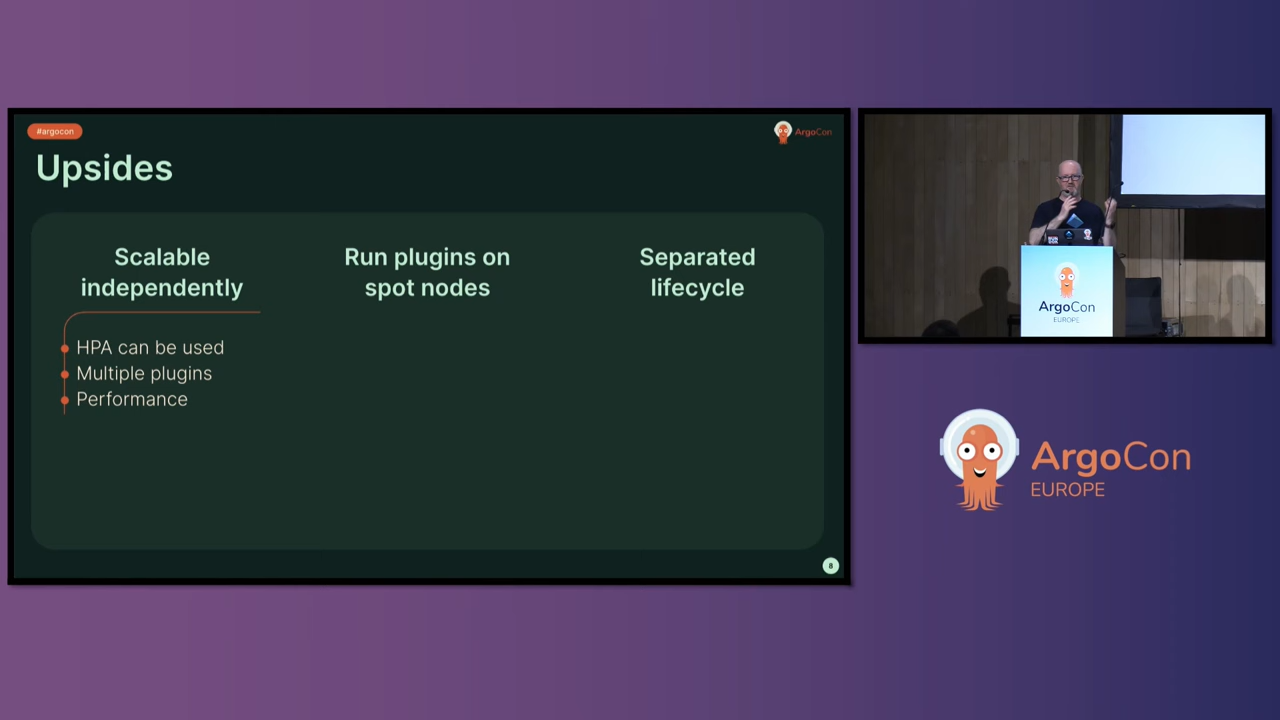 #argocon
ArgoCon
Upsides
Scalable
independently
HPA can be used
Multiple plugins
Performance
Run plugins on
spot nodes
Separated
lifecycle
8
ArgoCon
EUROPE
ArgoCon
EUROPE